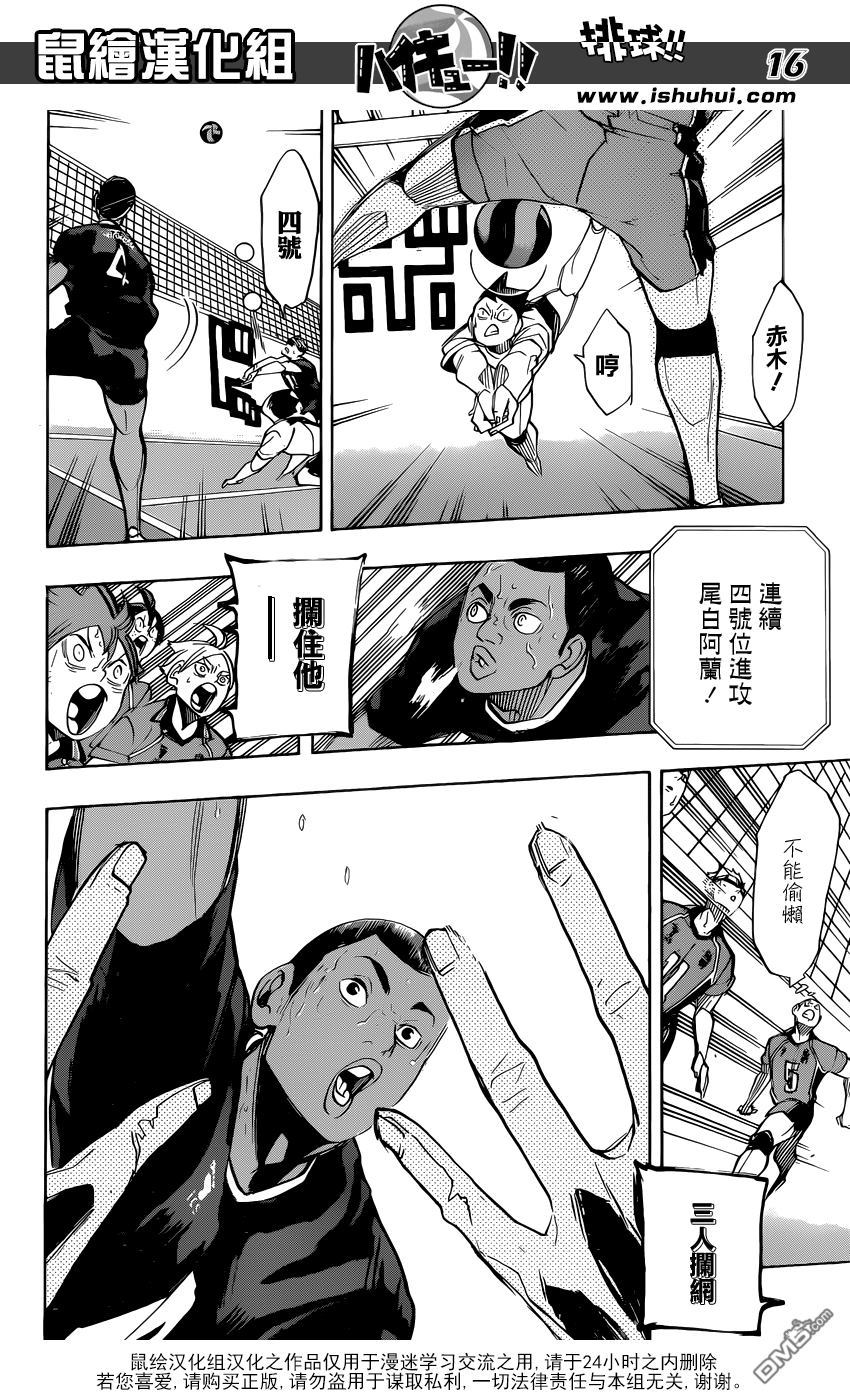 鼠繪漢化組
ハイキュー!!
排球!!
16
www.ishuhui.com
赤木!
哼
四號
4
連續
四號位進攻
尾白阿蘭!
攔住他
——
不能偷懶
5
三人攔網
鼠绘汉化组汉化之作品仅用于漫迷学习交流之用, 请于24小时之内删除
若您喜爱, 请购买正版, 请勿盗用于谋取私利, 一切法律责任与本组无关, 谢谢.
DM5.com